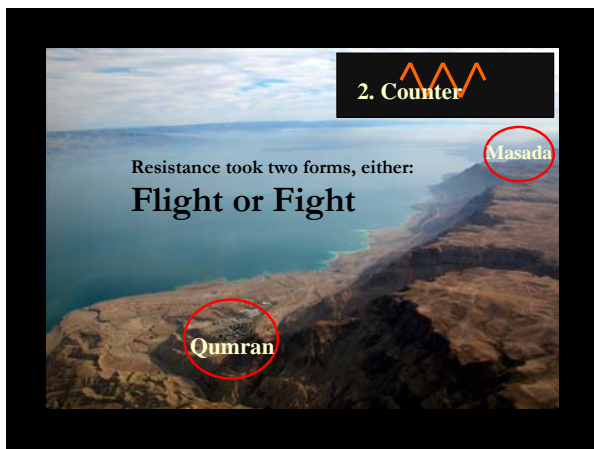 2. Counter
Masada
Resistance took two forms, either:
Flight or Fight
Qumran